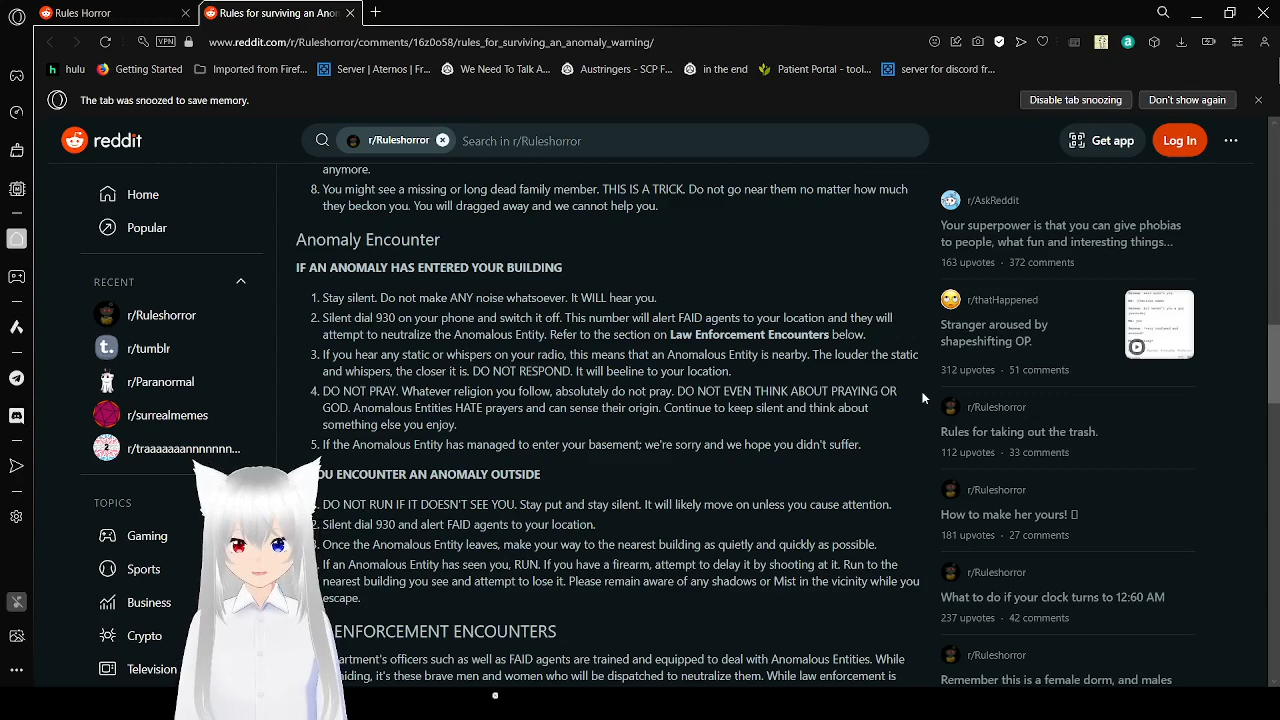 Rules Horror
Rules for surviving an Anon
VPN
www.reddit.com/r/Ruleshorror/comments/16z0o58/rules_for_surviving_an_anomaly_warning/
hulu
Getting Started
Imported from Firef...
Server | Aternos | Fr...
We Need To Talk A...
Austringers - SCP F...
in the end
Patient Portal - tool...
server for discord fr...
The tab was snoozed to save memory.
Disable tab snoozing
Don't show again
reddit
r/Ruleshorror
Search in r/Ruleshorror
Get app
Log In
Home
Popular
RECENT
r/Ruleshorror
r/tumblr
r/Paranormal
r/surrealmemes
r/traaaaaaannnnnnn...
TOPICS
Gaming
Sports
Business
Crypto
Television
anymore.
8. You might see a missing or long dead family member. THIS IS A TRICK. Do not go near them no matter how much
they beckon you. You will dragged away and we cannot help you.
Anomaly Encounter
IF AN ANOMALY HAS ENTERED YOUR BUILDING
1. Stay silent. Do not make ANY noise whatsoever. It WILL hear you.
2. Silent dial 930 on your phone and switch it off. This number will alert FAID agents to your location and they will
attempt to neutralize the Anomalous Entity. Refer to the section on Law Enforcement Encounters below.
3. If you hear any static or whispers on your radio, this means that an Anomalous Entity is nearby. The louder the static
and whispers, the closer it is. DO NOT RESPOND. It will beeline to your location.
4. DO NOT PRAY. Whatever religion you follow, absolutely do not pray. DO NOT EVEN THINK ABOUT PRAYING OR
GOD. Anomalous Entities HATE prayers and can sense their origin. Continue to keep silent and think about
something else you enjoy.
5. If the Anomalous Entity has managed to enter your basement; we're sorry and we hope you didn't suffer.
OU ENCOUNTER AN ANOMALY OUTSIDE
1. DO NOT RUN IF IT DOESN'T SEE YOU. Stay put and stay silent. It will likely move on unless you cause attention.
2. Silent dial 930 and alert FAID agents to your location.
Once the Anomalous Entity leaves, make your way to the nearest building as quietly and quickly as possible.
If an Anomalous Entity has seen you, RUN. If you have a firearm, attempt to delay it by shooting at it. Run to the
nearest building you see and attempt to lose it. Please remain aware of any shadows or Mist in the vicinity while you
escape.
ENFORCEMENT ENCOUNTERS
artment's officers such as well as FAID agents are trained and equipped to deal with Anomalous Entities. While
iding, it's these brave men and women who will be dispatched to neutralize them. While law enforcement is
r/AskReddit
Your superpower is that you can give phobias
to people, what fun and interesting things...
163 upvotes · 372 comments
r/thatHappened
Stranger aroused by
shapeshifting OP.
312 upvotes · 51 comments
r/Ruleshorror
Rules for taking out the trash.
112 upvotes · 33 comments
r/Ruleshorror
How to make her yours!
181 upvotes · 27 comments
r/Ruleshorror
What to do if your clock turns to 12:60 AM
237 upvotes · 42 comments
r/Ruleshorror
Remember this is a female dorm, and males